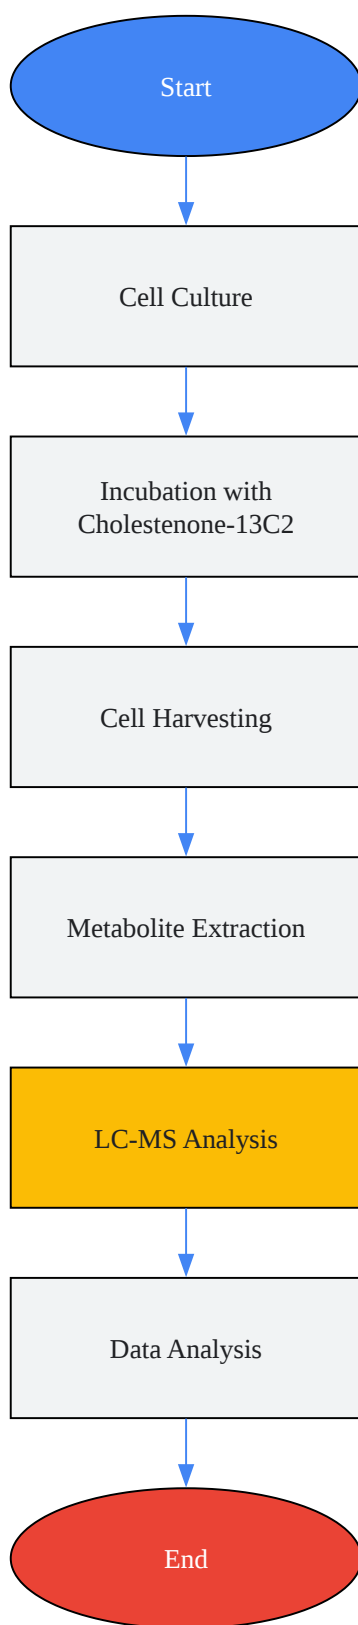 Start
Cell Culture
Incubation with
Cholestenone-13C2
Cell Harvesting
Metabolite Extraction
LC-MS Analysis
Data Analysis
End